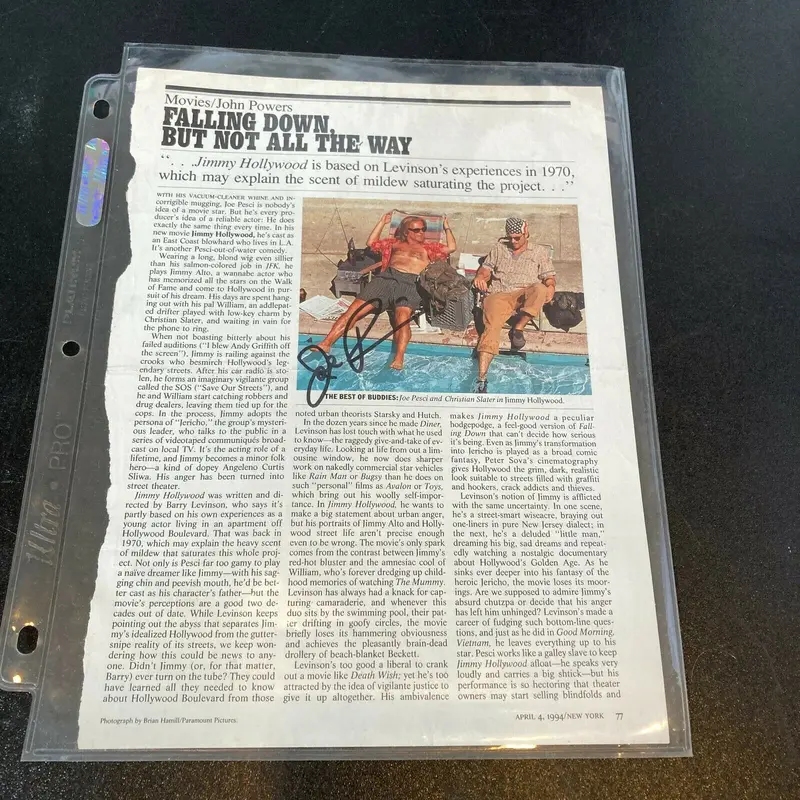 Movies/John Powers
FALLING DOWN,
BUT NOT ALL THE WAY
“. . .Jimmy Hollywood is based on Levinson's experiences in 1970,
which may explain the scent of mildew saturating the project. . .”
WITH HIS VACUUM-CLEANER WHINE AND IN-
corrigible mugging, Joe Pesci is nobody's
idea of a movie star. But he's every pro-
ducer's idea of a reliable actor: He does
exactly the same thing every time. In his
new movie Jimmy Hollywood, he's cast as
an East Coast blowhard who lives in L.A.
It's another Pesci-out-of-water comedy.
Wearing a long, blond wig even sillier
than his salmon-colored job in JFK, he
plays Jimmy Alto, a wannabe actor who
has memorized all the stars on the Walk
of Fame and come to Hollywood in pur-
suit of his dream. His days are spent hang-
ing out with his pal William, an addlepat-
ed drifter played with low-key charm by
Christian Slater, and waiting in vain for
the phone to ring.
When not boasting bitterly about his
failed auditions ("I blew Andy Griffith off
the screen"), Jimmy is railing against the
crooks who besmirch Hollywood's leg-
endary streets. After his car radio is sto-
len, he forms an imaginary vigilante group
called the SOS ("Save Our Streets"), and
he and William start catching robbers and
drug dealers, leaving them tied up for the
cops. In the process, Jimmy adopts the
persona of "Jericho," the group's myste-
rious leader, who talks to the public in a
series of videotaped communiqués broad-
cast on local TV. It's the acting role of a
lifetime, and Jimmy becomes a minor folk
hero—a kind of dopey Angeleno Curtis
Sliwa. His anger has been turned into
street theater.
Jimmy Hollywood was written and di-
rected by Barry Levinson, who says it's
partly based on his own experiences as a
young actor living in an apartment off
Hollywood Boulevard. That was back in
1970, which may explain the heavy scent
of mildew that saturates this whole proj-
ect. Not only is Pesci far too gamy to play
a naïve dreamer like Jimmy—with his sag-
ging chin and peevish mouth, he'd be bet-
ter cast as his character's father—but the
movie's perceptions are a good two de-
cades out of date. While Levinson keeps
pointing out the abyss that separates Jim-
my's idealized Hollywood from the gutter-
snipe reality of its streets, we keep won-
dering how this could be news to any-
one. Didn't Jimmy (or, for that matter,
Barry) ever turn on the tube? They could
have learned all they needed to know
about Hollywood Boulevard from those
Joe P
THE BEST OF BUDDIES: Joe Pesci and Christian Slater in Jimmy Hollywood.
noted urban theorists Starsky and Hutch.
In the dozen years since he made Diner,
Levinson has lost touch with what he used
to know—the raggedy give-and-take of ev-
eryday life. Looking at life from out a lim-
ousine window, he now does sharper
work on nakedly commercial star vehicles
like Rain Man or Bugsy than he does on
such "personal" films as Avalon or Toys,
which bring out his woolly self-impor-
tance. In Jimmy Hollywood, he wants to
make a big statement about urban anger,
but his portraits of Jimmy Alto and Holly-
wood street life aren't precise enough
even to be wrong. The movie's only spark
comes from the contrast between Jimmy's
red-hot bluster and the amnesiac cool of
William, who's forever dredging up child-
hood memories of watching The Mummy.
Levinson has always had a knack for cap-
turing camaraderie, and whenever this
duo sits by the swimming pool, their pat-
ter drifting in goofy circles, the movie
briefly loses its hammering obviousness
and achieves the pleasantly brain-dead
drollery of beach-blanket Beckett.
Levinson's too good a liberal to crank
out a movie like Death Wish; yet he's too
attracted by the idea of vigilante justice to
give it up altogether. His ambivalence
makes Jimmy Hollywood a peculiar
hodgepodge, a feel-good version of Fal-
ling Down that can't decide how serious
it's being. Even as Jimmy's transformation
into Jericho is played as a broad comic
fantasy, Peter Sova's cinematography
gives Hollywood the grim, dark, realistic
look suitable to streets filled with graffiti
and hookers, crack addicts and thieves.
Levinson's notion of Jimmy is afflicted
with the same uncertainty. In one scene,
he's a street-smart wiseacre, braying out
one-liners in pure New Jersey dialect; in
the next, he's a deluded "little man,"
dreaming his big, sad dreams and repeat-
edly watching a nostalgic documentary
about Hollywood's Golden Age. As he
sinks ever deeper into his fantasy of the
heroic Jericho, the movie loses its moor-
ings. Are we supposed to admire Jimmy's
absurd chutzpa or decide that his anger
has left him unhinged? Levinson's made a
career of fudging such bottom-line ques-
tions, and just as he did in Good Morning,
Vietnam, he leaves everything up to his
star. Pesci works like a galley slave to keep
Jimmy Hollywood afloat—he speaks very
loudly and carries a big shtick—but his
performance is so hectoring that theater
owners may start selling blindfolds and
Photograph by Brian Hamill/Paramount Pictures.
APRIL 4, 1994/NEW YORK 77
Ultra PRO
PLATINUM